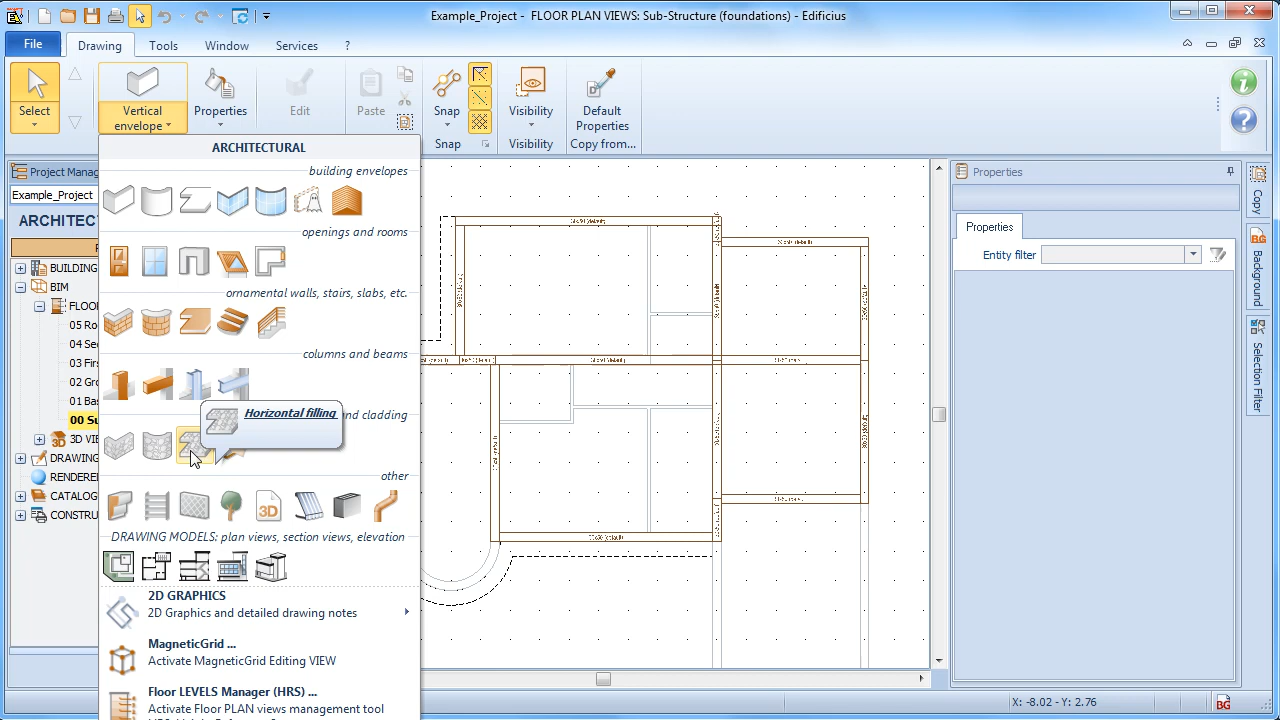 Example_Project - FLOOR PLAN VIEWS: Sub-Structure (foundations) - Edificius
File
Drawing
Tools
Window
Services
?
Select
Vertical
envelope
Properties
Edit
Paste
Snap
Visibility
Default
Properties
Snap
Visibility
Copy from...
ARCHITECTURAL
building envelopes
openings and rooms
ornamental walls, stairs, slabs, etc.
columns and beams
Horizontal filling
nd cladding
other
DRAWING MODELS: plan views, section views, elevation
3D
2D GRAPHICS
2D Graphics and detailed drawing notes
MagneticGrid ...
Activate MagneticGrid Editing VIEW
Floor LEVELS Manager (HRS) ...
Activate Floor PLAN views management tool
Project Manag
Example_Project
ARCHITEC
BUILDING
BIM
FLOO
05 Ro
04 Se
03 Fir
02 Gr
01 Ba
00 Su
3D VIE
DRAWING
RENDERE
CATALOG
CONSTRU
Properties
Properties
Entity filter
Copy
BG
Background
Selection Filter
X: -8.02 - Y: 2.76
BG